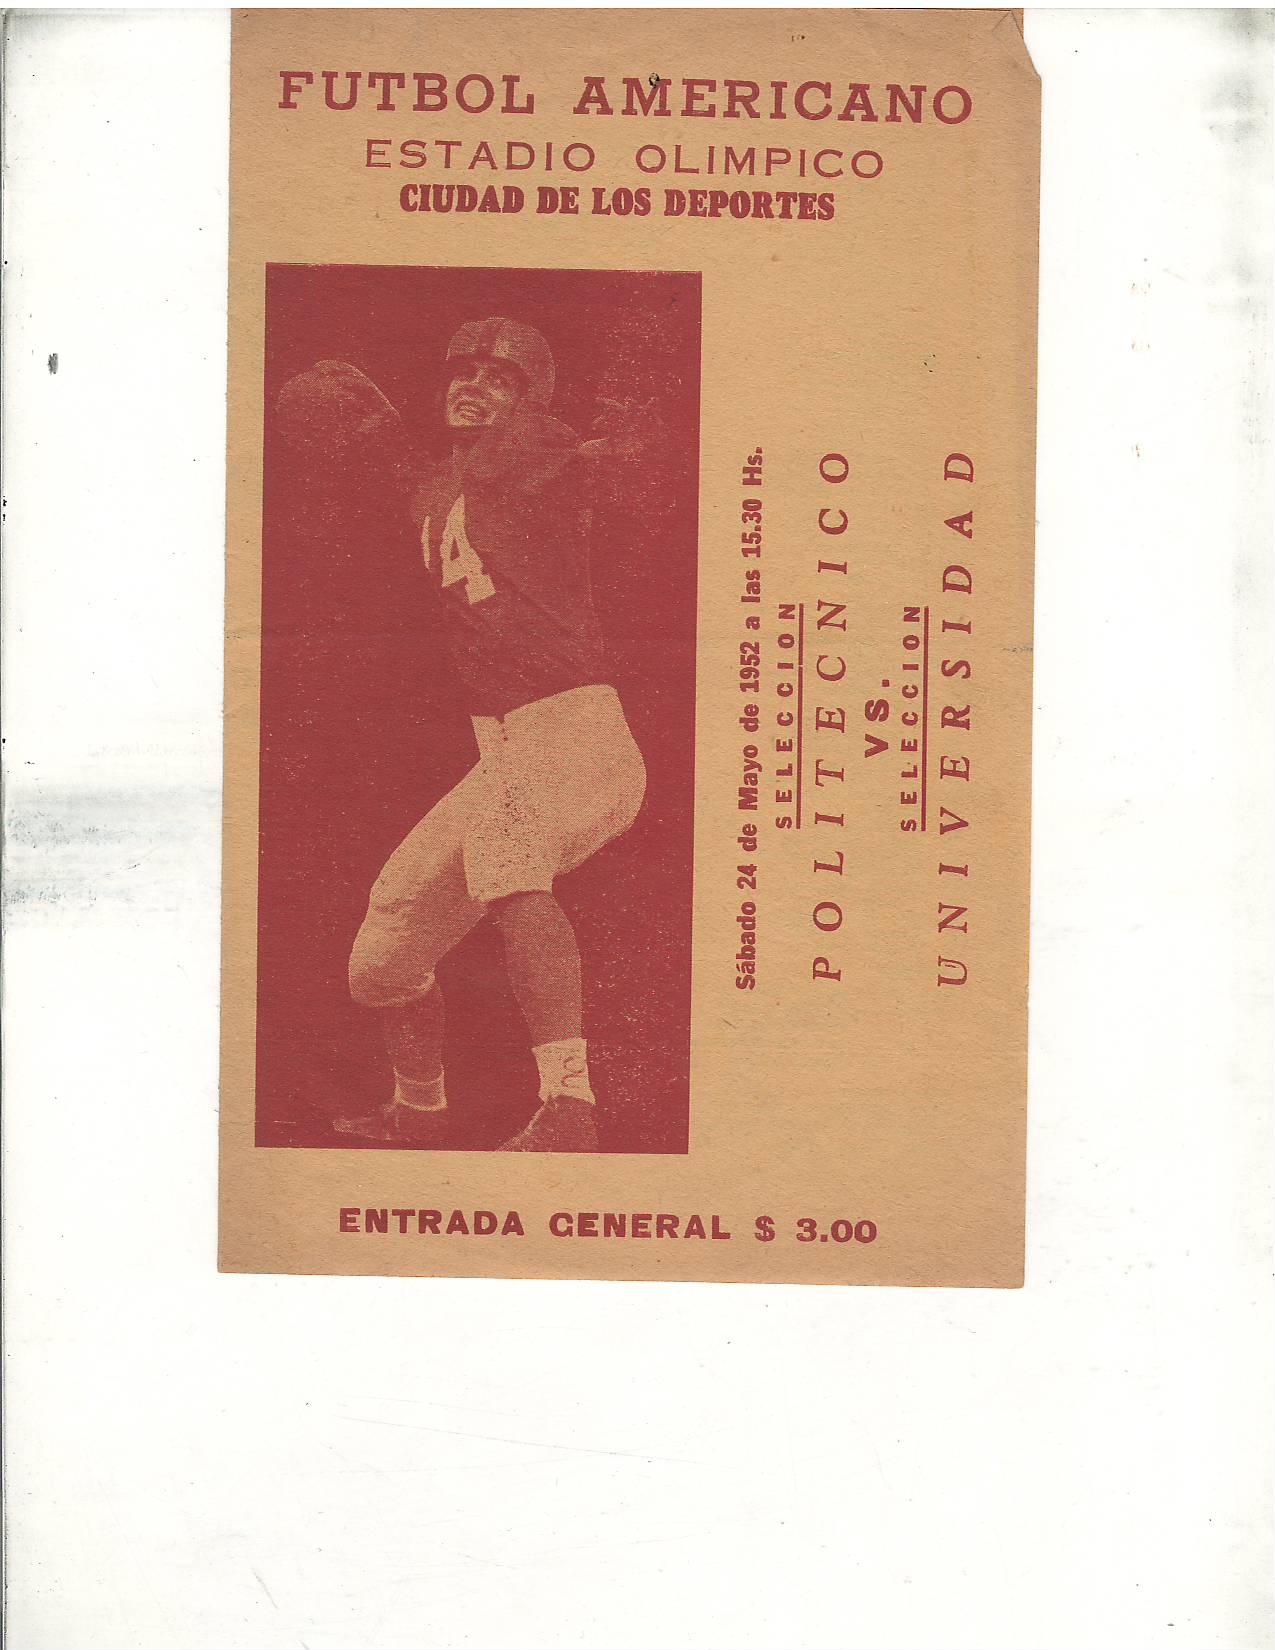 FUTBOL AMERICANO
ESTADIO OLIMPICO
CIUDAD DE LOS DEPORTES
14
Sábado 24 de Mayo de 1952 a las 15.30 Hs.
SELECCION
POLITECNICO
VS.
SELECCION
UNIVERSIDAD
ENTRADA GENERAL $ 3.00